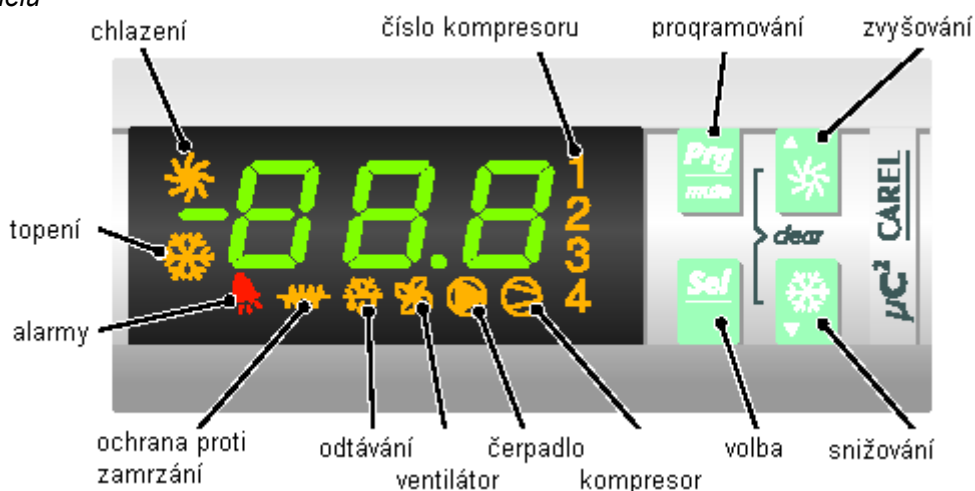 chlazení
číslo kompresoru
programování
zvyšování
-88.8
1
2
3
4
Prg
mute
clear
Sel
µC² CAREL
topení
alarmy
ochrana proti
zamrzání
odtávání
ventilátor
čerpadlo
kompresor
volba
snižování